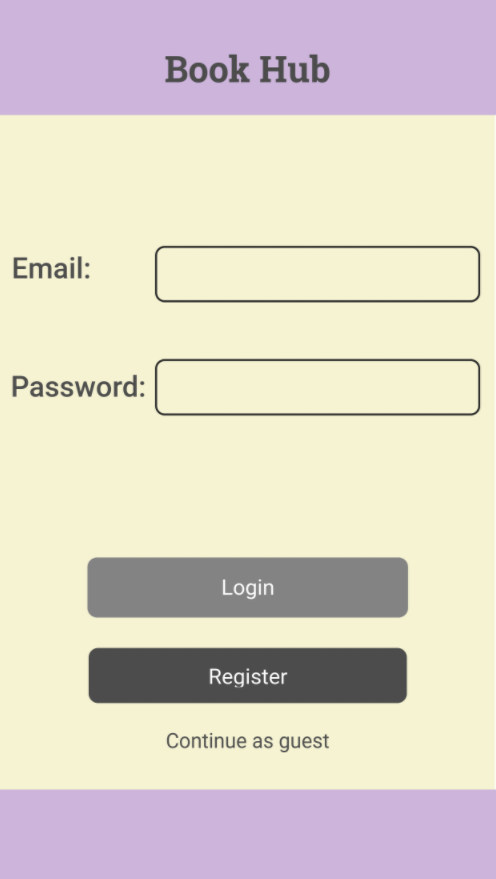 Book Hub
Email:
Password:
Login
Register
Continue as guest